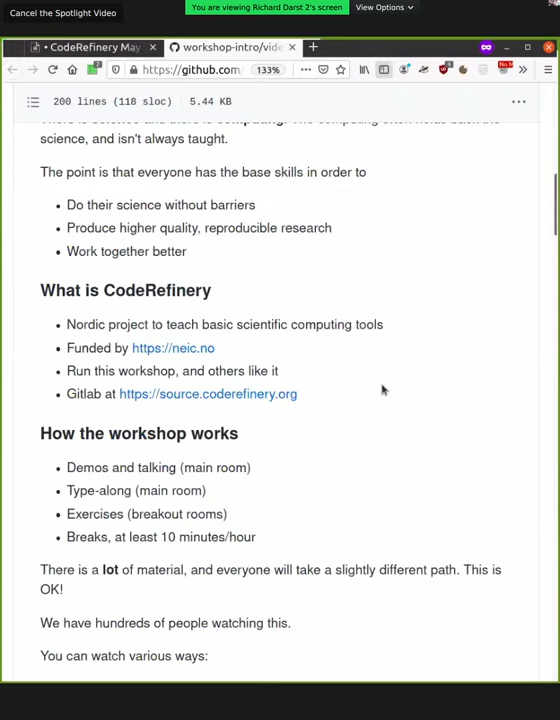 Cancel the Spotlight Video
You are viewing Richard Darst 2's screen
View Options
• CodeRefinery May
workshop-intro/vide
https://github.com/
133%
200 lines (118 sloc) 5.44 KB
science, and isn't always taught.
The point is that everyone has the base skills in order to
• Do their science without barriers
• Produce higher quality, reproducible research
• Work together better
What is CodeRefinery
• Nordic project to teach basic scientific computing tools
• Funded by https://neic.no
• Run this workshop, and others like it
• Gitlab at https://source.coderefinery.org
How the workshop works
• Demos and talking (main room)
• Type-along (main room)
• Exercises (breakout rooms)
• Breaks, at least 10 minutes/hour
There is a lot of material, and everyone will take a slightly different path. This is
OK!
We have hundreds of people watching this.
You can watch various ways: